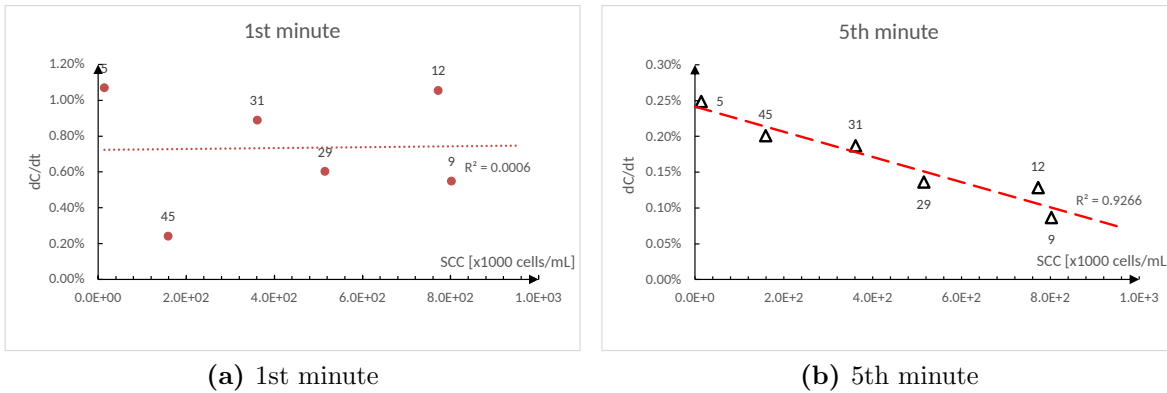 1st minute
1.20%
1.00%
0.80%
0.60%
0.40%
0.20%
0.00%
dC/dt
5
12
31
29
9
45
R² = 0.0006
SCC [x1000 cells/mL]
0.0E+00 2.0E+02 4.0E+02 6.0E+02 8.0E+02 1.0E+03
(a) 1st minute
5th minute
0.30%
0.25%
0.20%
0.15%
0.10%
0.05%
0.00%
dC/dt
5
45
31
12
29
9
R² = 0.9266
SCC [x1000 cells/mL
0.0E+0 2.0E+2 4.0E+2 6.0E+2 8.0E+2 1.0E+3
(b) 5th minute